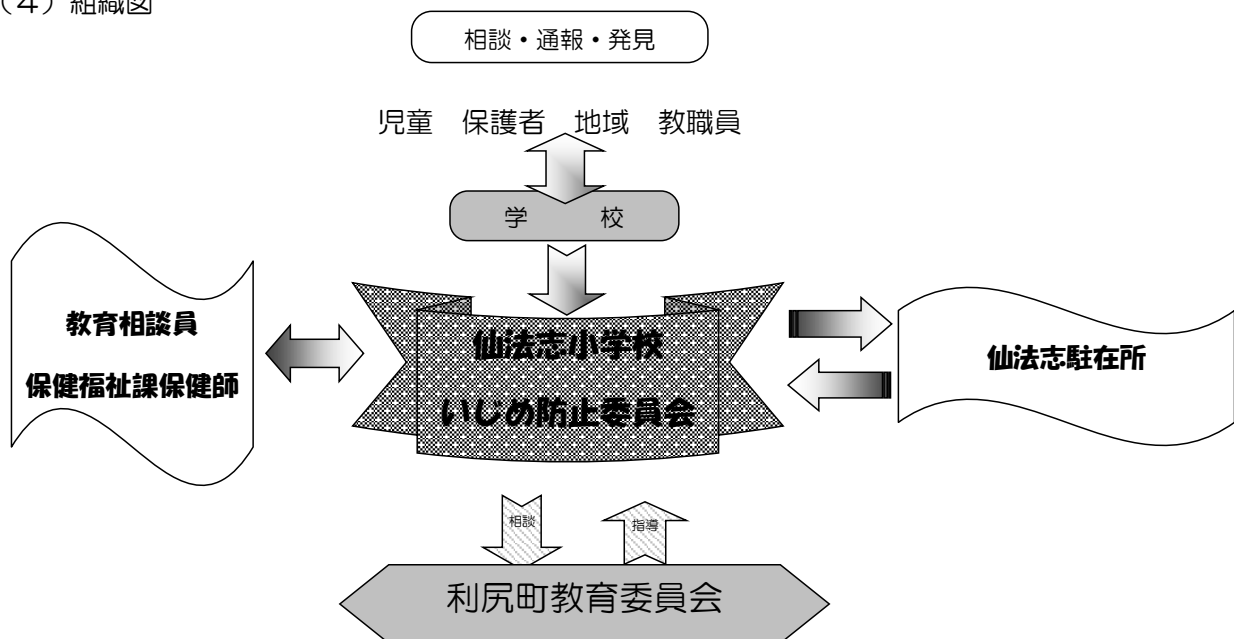 （４）組織図
相談・通報・発見
児童　保護者　地域　教職員
学　　校
教育相談員
保健福祉課保健師
仙法志小学校
いじめ防止委員会
仙法志駐在所
相談
指導
利尻町教育委員会